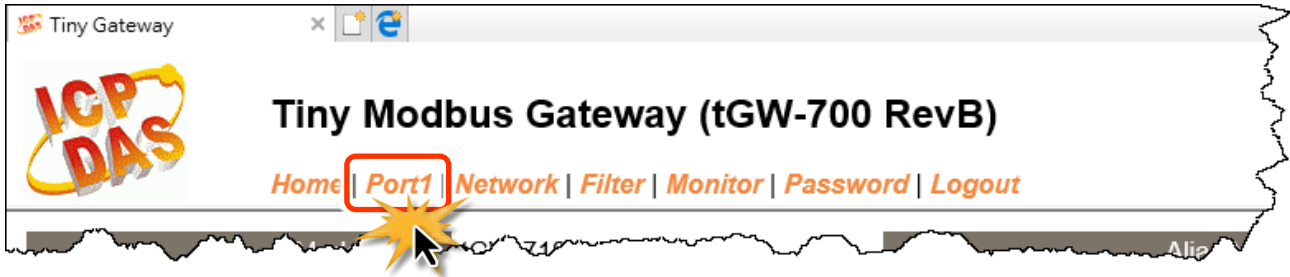 Tiny Gateway
ICP
DAS
Tiny Modbus Gateway (tGW-700 RevB)
Home | Port1 | Network | Filter | Monitor | Password | Logout